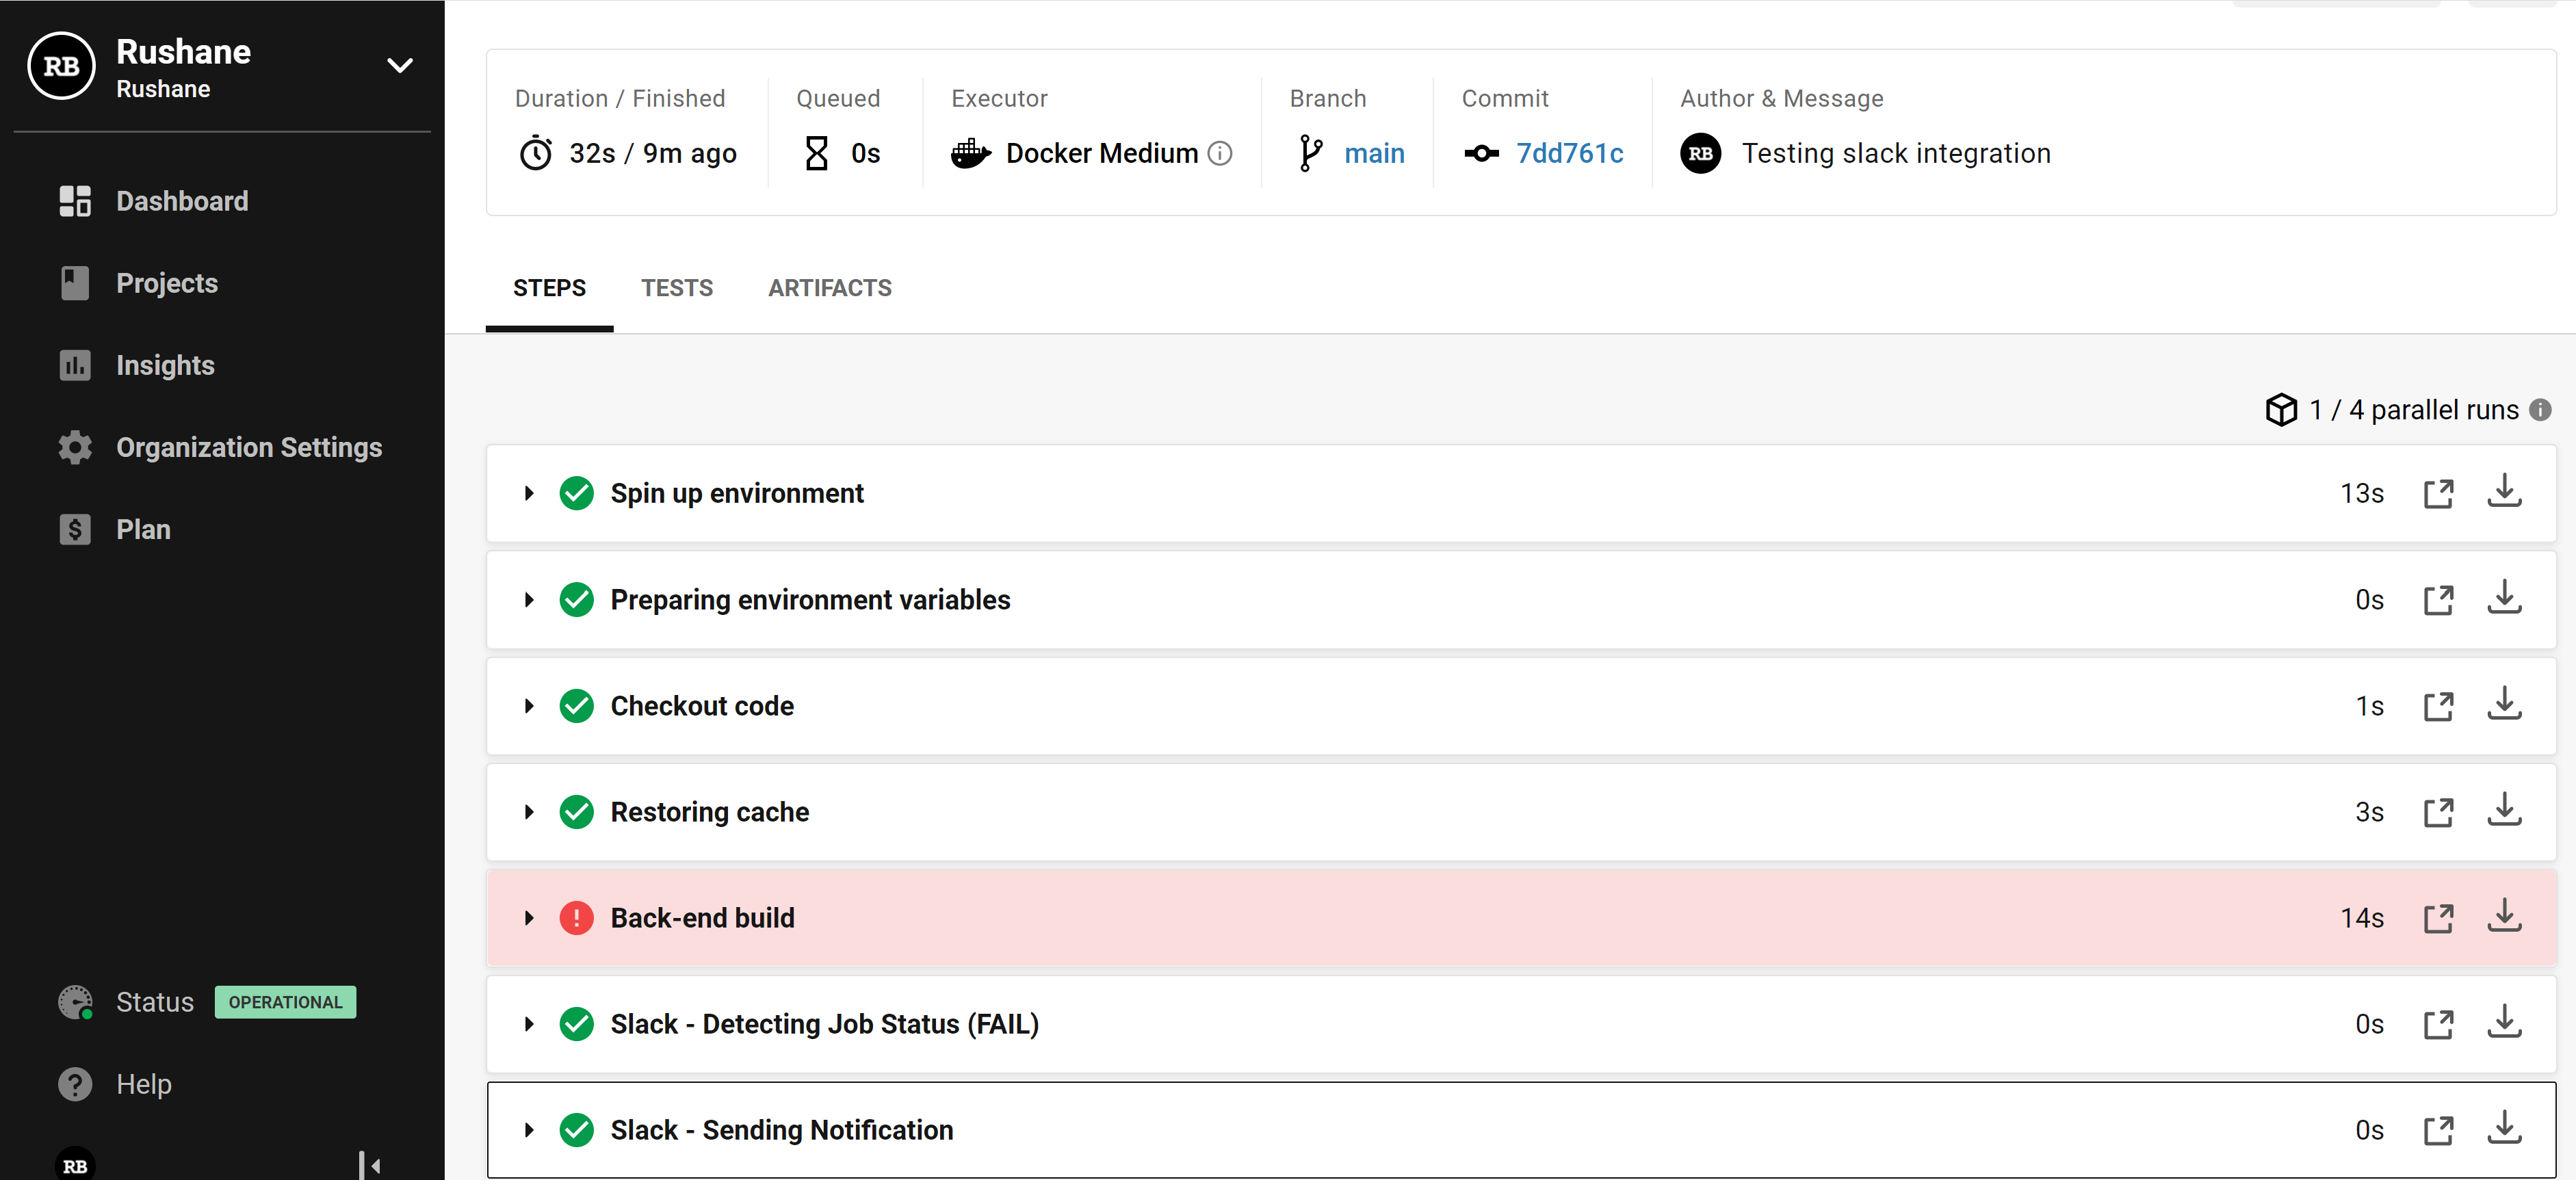 RB
Rushane
Rushane
Dashboard
Projects
Insights
Organization Settings
Plan
Status OPERATIONAL
Help
RB
Duration / Finished
32s / 9m ago
Queued
0s
Executor
Docker Medium
Branch
main
Commit
7dd761c
Author & Message
RB Testing slack integration
STEPS TESTS ARTIFACTS
1 / 4 parallel runs
Spin up environment 13s
Preparing environment variables 0s
Checkout code 1s
Restoring cache 3s
Back-end build 14s
Slack - Detecting Job Status (FAIL) 0s
Slack - Sending Notification 0s